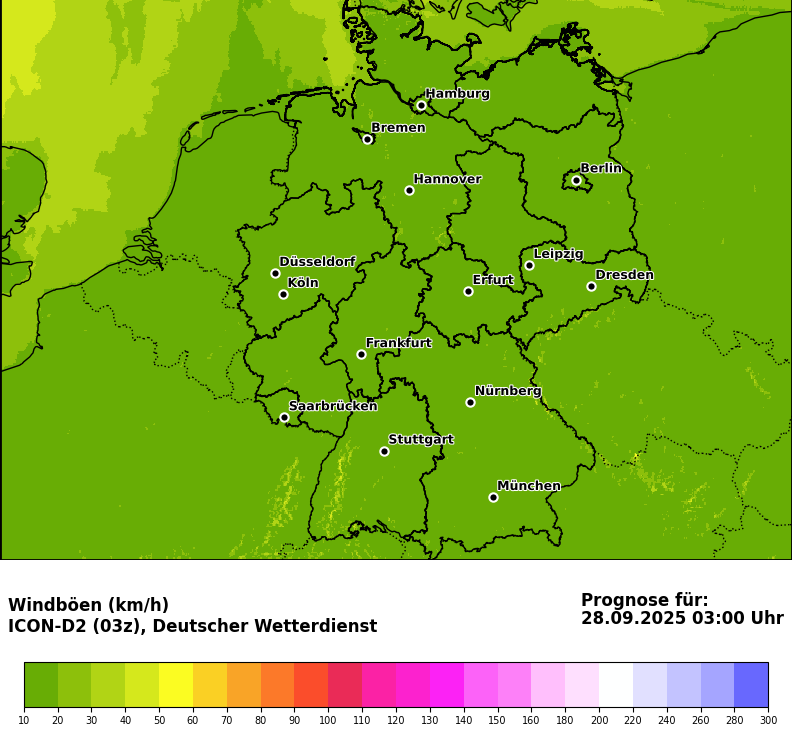 Hamburg
Bremen
Berlin
Hannover
Leipzig
Düsseldorf
Dresden
Köln
Erfurt
Frankfurt
Nürnberg
Saarbrücken
Stuttgart
München
Windböen (km/h)
ICON-D2 (03z), Deutscher Wetterdienst
Prognose für:
28.09.2025 03:00 Uhr
10 20 30 40 50 60 70 80 90 100 110 120 130 140 150 160 180 200 220 240 260 280 300